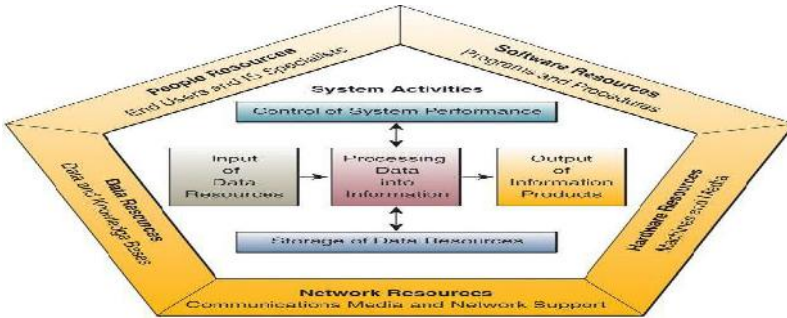 People Resources
End Users and IS Specialists
Software Resources
Programs and Procedures
System Activities
Control of System Performance
Input
of
Data
Resources
Processing
Data
into
Information
Output
of
Information
Products
Storage of Data Resources
Data Resources
Data and Knowledge Bases
Hardware Resources
Machines and Media
Network Resources
Communications Media and Network Support